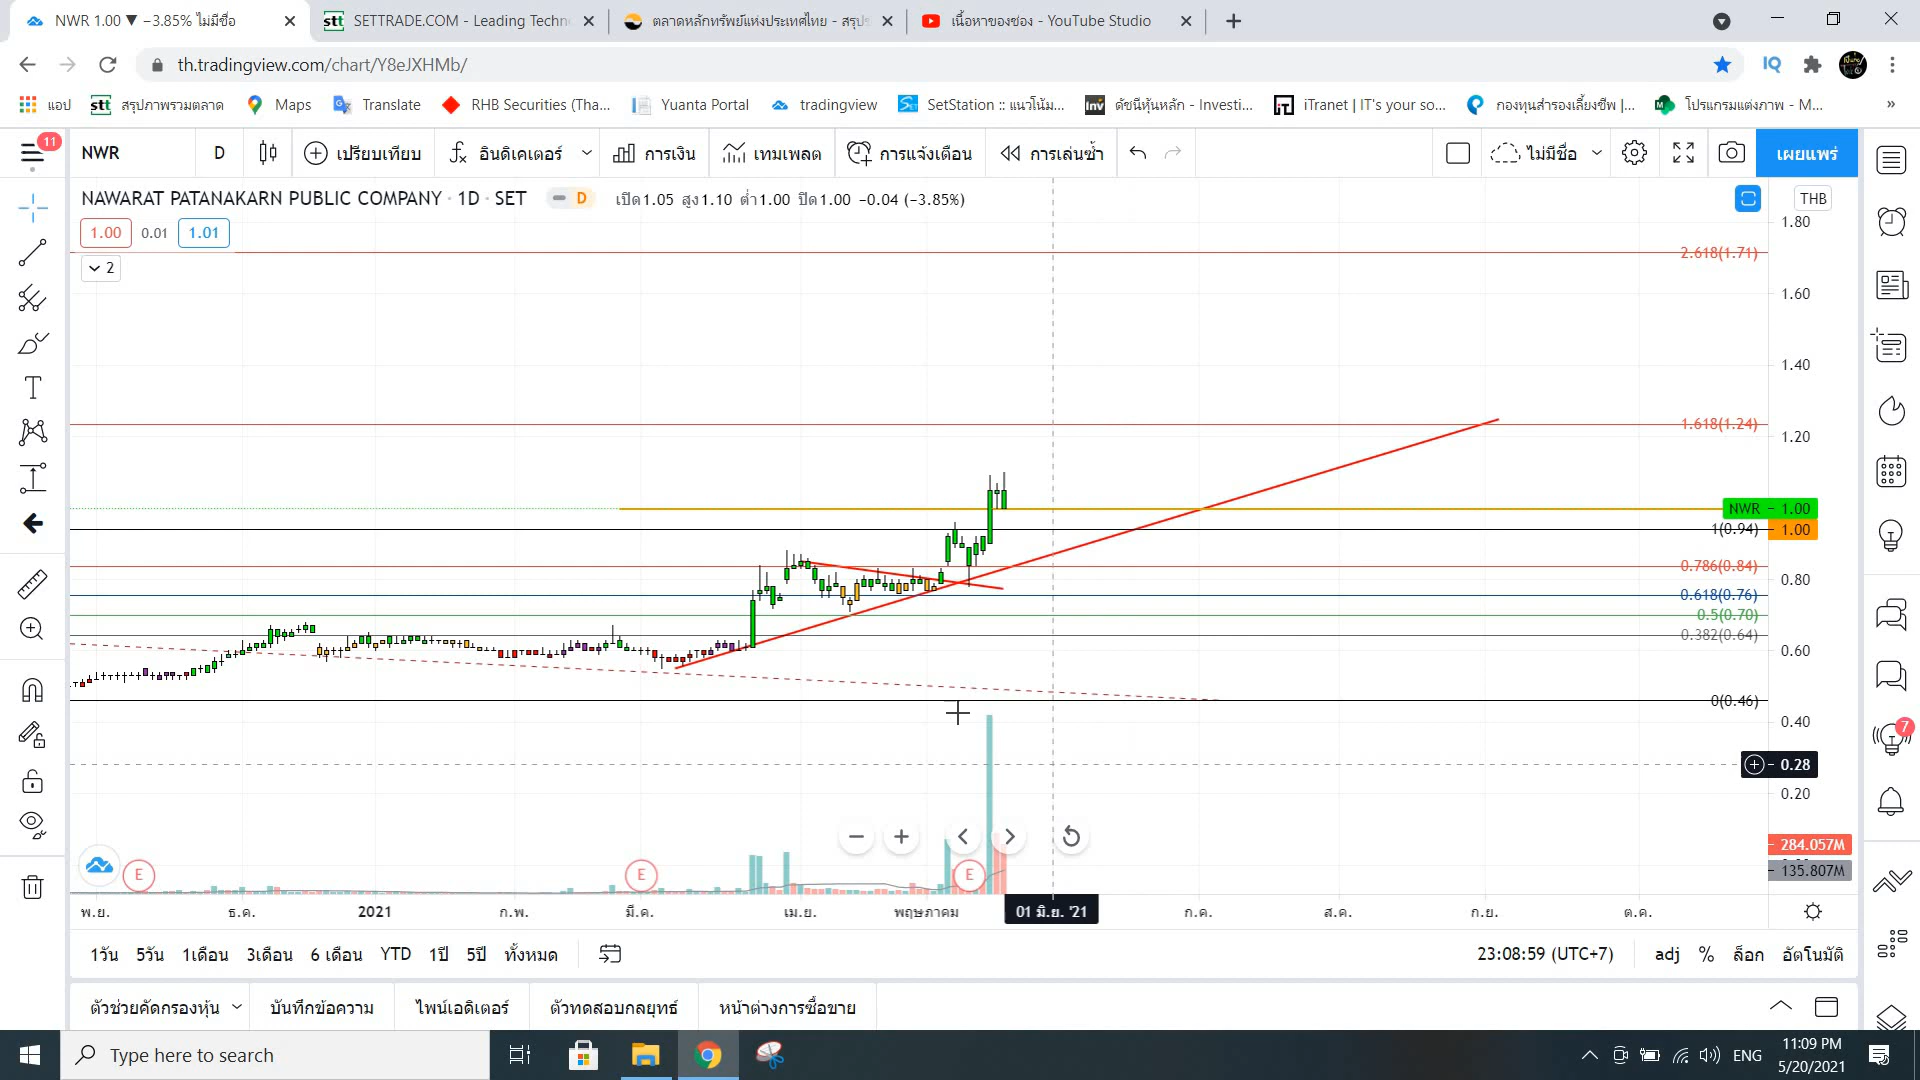 NWR 1.00 ▼ −3.85% ไม่มีชื่อ
SETTRADE.COM - Leading Techn
ตลาดหลักทรัพย์แห่งประเทศไทย - สรุป
เนื้อหาของช่อง - YouTube Studio
th.tradingview.com/chart/Y8eJXHMb/
IQ
แอป
stt สรุปภาพรวมตลาด
Maps
Translate
RHB Securities (Tha...
Yuanta Portal
tradingview
SetStation :: แนวโน้ม...
Inv ดัชนีหุ้นหลัก - Investi...
iT iTranet | IT's your so...
กองทุนสำรองเลี้ยงชีพ |...
โปรแกรมแต่งภาพ - M...
»
11
NWR
D
เปรียบเทียบ
อินดิเคเตอร์
การเงิน
เทมเพลต
การแจ้งเตือน
การเล่นซ้ำ
ไม่มีชื่อ
เผยแพร่
NAWARAT PATANAKARN PUBLIC COMPANY · 1D · SET
D
เปิด1.05 สูง1.10 ต่ำ1.00 ปิด1.00 −0.04 (−3.85%)
THB
1.00 0.01 1.01
2
1.80
2.618(1.71)
1.60
1.40
1.618(1.24)
1.20
NWR 1.00
1(0.94) 1.00
0.786(0.84)
0.80
0.618(0.76)
0.5(0.70)
0.382(0.64)
0.60
0(0.46)
0.40
7
0.28
0.20
284.057M
135.807M
E
E
E
พ.ย.
ธ.ค.
2021
ก.พ.
มี.ค.
เม.ย.
พฤษภาคม
01 มิ.ย. '21
ก.ค.
ส.ค.
ก.ย.
ต.ค.
1วัน 5วัน 1เดือน 3เดือน 6 เดือน YTD 1ปี 5ปี ทั้งหมด
23:08:59 (UTC+7) adj % ล็อก อัตโนมัติ
ตัวช่วยคัดกรองหุ้น
บันทึกข้อความ
ไพน์เอดิเตอร์
ตัวทดสอบกลยุทธ์
หน้าต่างการซื้อขาย
Type here to search
ENG
11:09 PM
5/20/2021